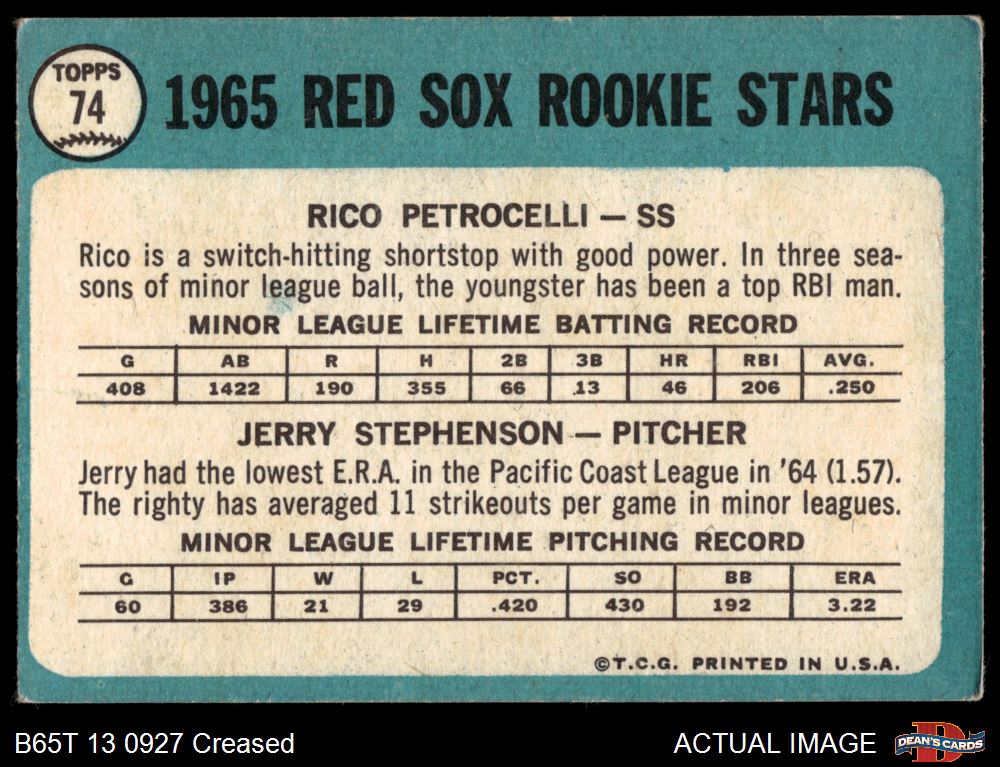 TOPPS
74
1965 RED SOX ROOKIE STARS
RICO PETROCELLI — SS
Rico is a switch-hitting shortstop with good power. In three sea-
sons of minor league ball, the youngster has been a top RBI man.
MINOR LEAGUE LIFETIME BATTING RECORD
G AB R H 2B 3B HR RBI AVG.
408 1422 190 355 66 13 46 206 .250
JERRY STEPHENSON — PITCHER
Jerry had the lowest E.R.A. in the Pacific Coast League in '64 (1.57).
The righty has averaged 11 strikeouts per game in minor leagues.
MINOR LEAGUE LIFETIME PITCHING RECORD
G IP W L PCT. SO BB ERA
60 386 21 29 .420 430 192 3.22
©T.C.G. PRINTED IN U.S.A.
B65T 13 0927 Creased
ACTUAL IMAGE
DEAN'S CARDS